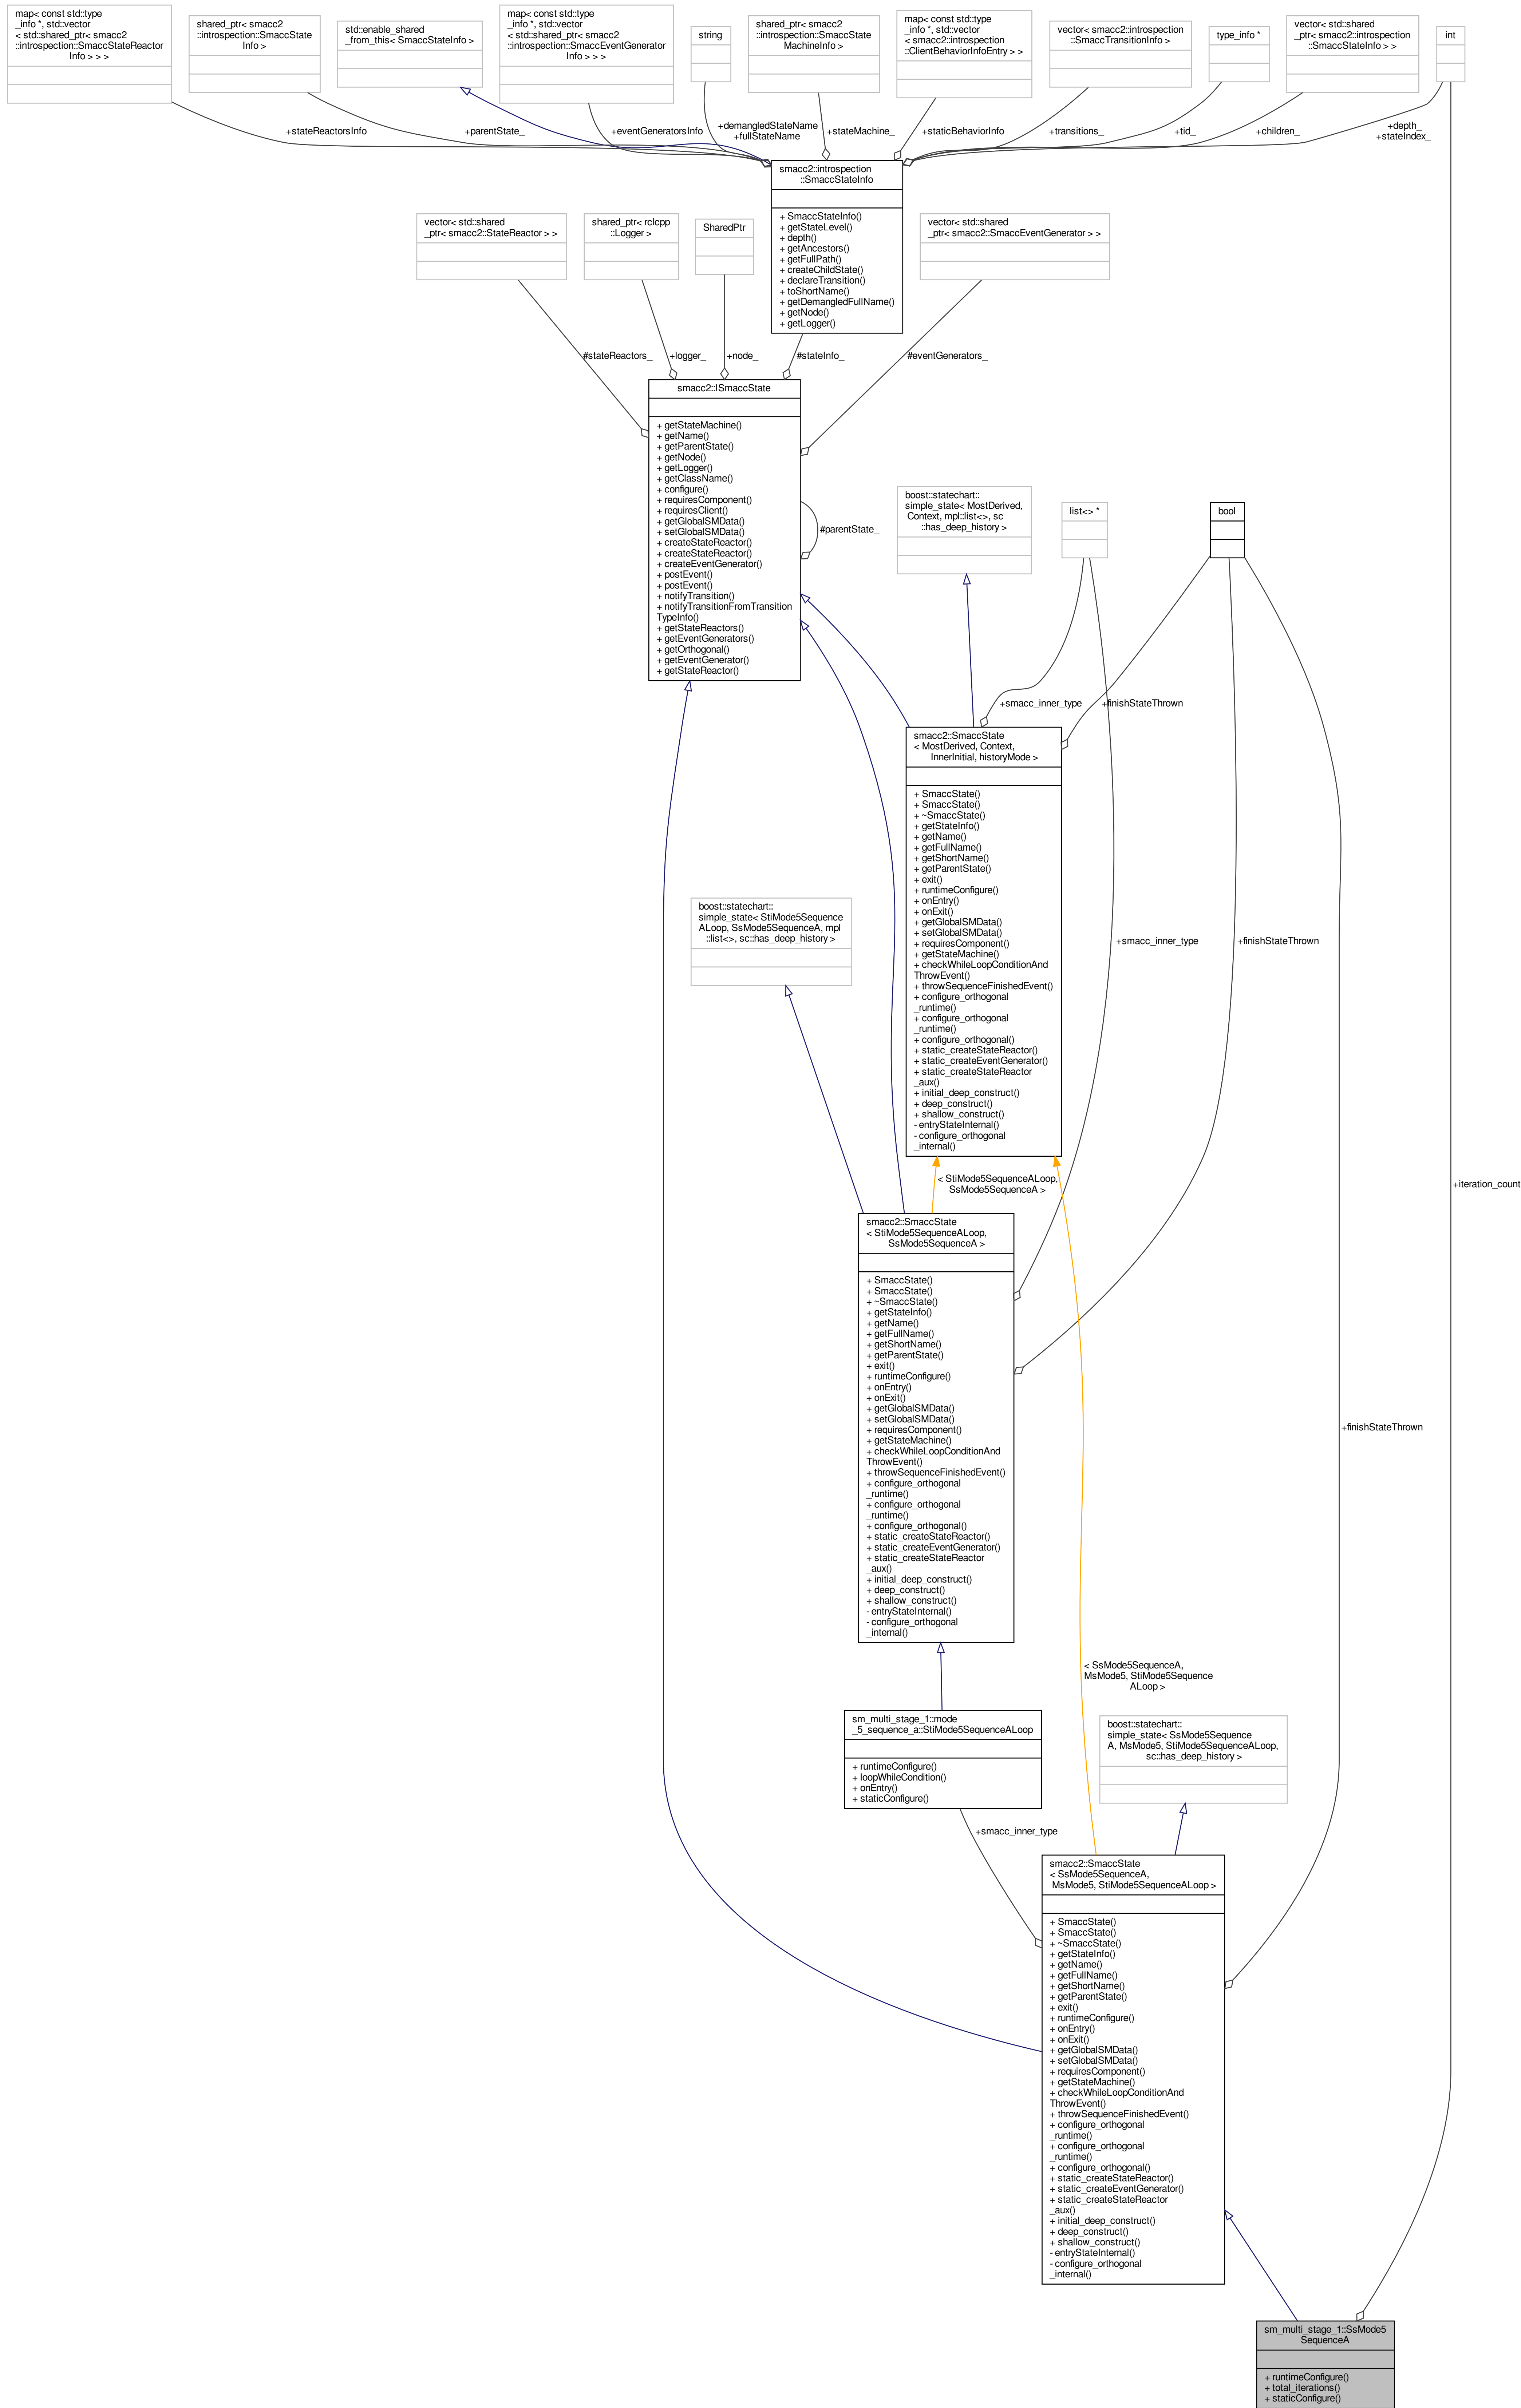 map< const std::type
_info *, std::vector
< std::shared_ptr< smacc2
::introspection::SmaccStateReactor
Info > > >
shared_ptr< smacc2
::introspection::SmaccState
Info >
std::enable_shared
_from_this< SmaccStateInfo >
map< const std::type
_info *, std::vector
< std::shared_ptr< smacc2
::introspection::SmaccEventGenerator
Info > > >
string
shared_ptr< smacc2
::introspection::SmaccState
MachineInfo >
map< const std::type
_info *, std::vector
< smacc2::introspection
::ClientBehaviorInfoEntry > >
vector< smacc2::introspection
::SmaccTransitionInfo >
type_info *
vector< std::shared
_ptr< smacc2::introspection
::SmaccStateInfo > >
int
+stateReactorsInfo
+parentState_
+eventGeneratorsInfo
+demangledStateName
+fullStateName
+stateMachine_
+staticBehaviorInfo
+transitions_
+tid_
+children_
+depth_
+stateIndex_
smacc2::introspection
::SmaccStateInfo
+ SmaccStateInfo()
+ getStateLevel()
+ depth()
+ getAncestors()
+ getFullPath()
+ createChildState()
+ declareTransition()
+ toShortName()
+ getDemangledFullName()
+ getNode()
+ getLogger()
vector< std::shared
_ptr< smacc2::StateReactor > >
shared_ptr< rclcpp
::Logger >
SharedPtr
vector< std::shared
_ptr< smacc2::SmaccEventGenerator > >
#stateReactors_
+logger_
+node_
#stateInfo_
#eventGenerators_
smacc2::ISmaccState
+ getStateMachine()
+ getName()
+ getParentState()
+ getNode()
+ getLogger()
+ getClassName()
+ configure()
+ requiresComponent()
+ requiresClient()
+ getGlobalSMData()
+ setGlobalSMData()
+ createStateReactor()
+ createStateReactor()
+ createEventGenerator()
+ postEvent()
+ postEvent()
+ notifyTransition()
+ notifyTransitionFromTransition
TypeInfo()
+ getStateReactors()
+ getEventGenerators()
+ getOrthogonal()
+ getEventGenerator()
+ getStateReactor()
#parentState_
boost::statechart::
simple_state< MostDerived,
Context, mpl::list<>, sc
::has_deep_history >
list<> *
bool
+smacc_inner_type
+finishStateThrown
smacc2::SmaccState
< MostDerived, Context,
InnerInitial, historyMode >
+ SmaccState()
+ SmaccState()
+ ~SmaccState()
+ getStateInfo()
+ getName()
+ getFullName()
+ getShortName()
+ getParentState()
+ exit()
+ runtimeConfigure()
+ onEntry()
+ onExit()
+ getGlobalSMData()
+ setGlobalSMData()
+ requiresComponent()
+ getStateMachine()
+ checkWhileLoopConditionAnd
ThrowEvent()
+ throwSequenceFinishedEvent()
+ configure_orthogonal
_runtime()
+ configure_orthogonal
_runtime()
+ configure_orthogonal()
+ static_createStateReactor()
+ static_createEventGenerator()
+ static_createStateReactor
_aux()
+ initial_deep_construct()
+ deep_construct()
+ shallow_construct()
- entryStateInternal()
- configure_orthogonal
_internal()
boost::statechart::
simple_state< StiMode5Sequence
ALoop, SsMode5SequenceA, mpl
::list<>, sc::has_deep_history >
+smacc_inner_type
+finishStateThrown
< StiMode5SequenceALoop,
SsMode5SequenceA >
+iteration_count
smacc2::SmaccState
< StiMode5SequenceALoop,
SsMode5SequenceA >
+ SmaccState()
+ SmaccState()
+ ~SmaccState()
+ getStateInfo()
+ getName()
+ getFullName()
+ getShortName()
+ getParentState()
+ exit()
+ runtimeConfigure()
+ onEntry()
+ onExit()
+ getGlobalSMData()
+ setGlobalSMData()
+ requiresComponent()
+ getStateMachine()
+ checkWhileLoopConditionAnd
ThrowEvent()
+ throwSequenceFinishedEvent()
+ configure_orthogonal
_runtime()
+ configure_orthogonal
_runtime()
+ configure_orthogonal()
+ static_createStateReactor()
+ static_createEventGenerator()
+ static_createStateReactor
_aux()
+ initial_deep_construct()
+ deep_construct()
+ shallow_construct()
- entryStateInternal()
- configure_orthogonal
_internal()
+finishStateThrown
< SsMode5SequenceA,
MsMode5, StiMode5Sequence
ALoop >
sm_multi_stage_1::mode
_5_sequence_a::StiMode5SequenceALoop
+ runtimeConfigure()
+ loopWhileCondition()
+ onEntry()
+ staticConfigure()
boost::statechart::
simple_state< SsMode5Sequence
A, MsMode5, StiMode5SequenceALoop,
sc::has_deep_history >
+smacc_inner_type
smacc2::SmaccState
< SsMode5SequenceA,
MsMode5, StiMode5SequenceALoop >
+ SmaccState()
+ SmaccState()
+ ~SmaccState()
+ getStateInfo()
+ getName()
+ getFullName()
+ getShortName()
+ getParentState()
+ exit()
+ runtimeConfigure()
+ onEntry()
+ onExit()
+ getGlobalSMData()
+ setGlobalSMData()
+ requiresComponent()
+ getStateMachine()
+ checkWhileLoopConditionAnd
ThrowEvent()
+ throwSequenceFinishedEvent()
+ configure_orthogonal
_runtime()
+ configure_orthogonal
_runtime()
+ configure_orthogonal()
+ static_createStateReactor()
+ static_createEventGenerator()
+ static_createStateReactor
_aux()
+ initial_deep_construct()
+ deep_construct()
+ shallow_construct()
- entryStateInternal()
- configure_orthogonal
_internal()
sm_multi_stage_1::SsMode5
SequenceA
+ runtimeConfigure()
+ total_iterations()
+ staticConfigure()